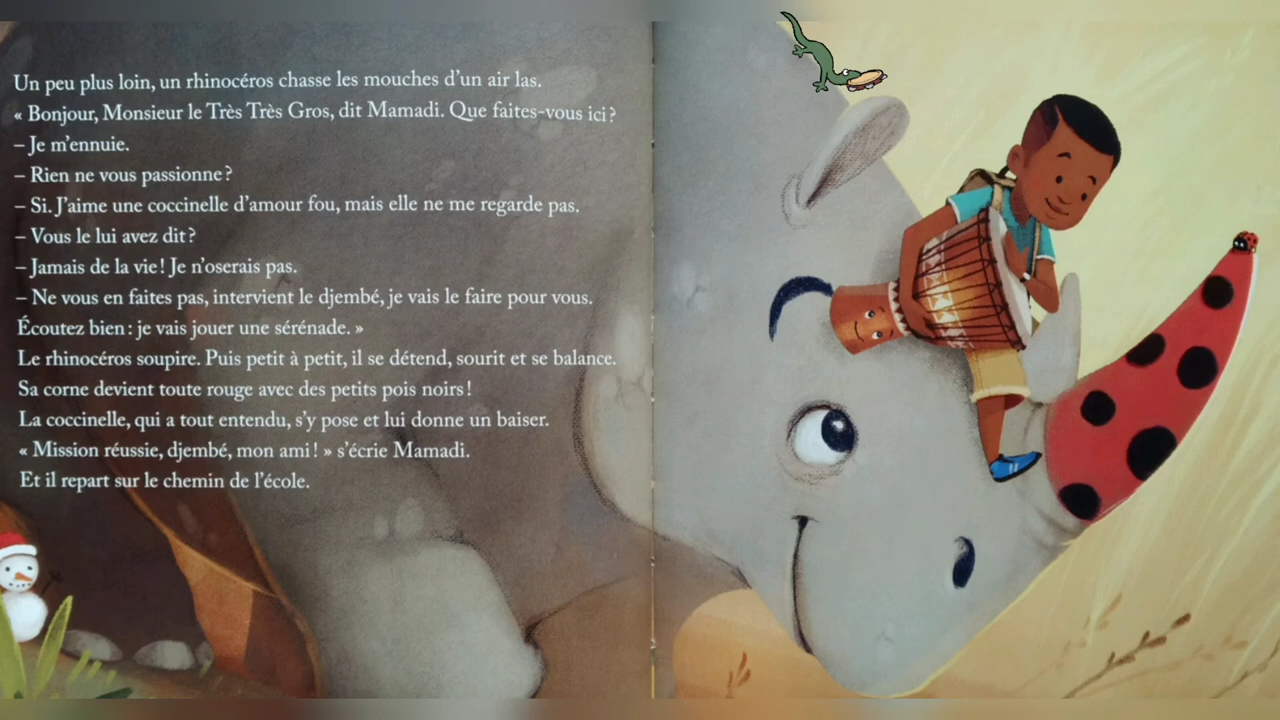 Un peu plus loin, un rhinocéros chasse les mouches d'un air las.
« Bonjour, Monsieur le Très Très Gros, dit Mamadi. Que faites-vous ici ?
– Je m'ennuie.
– Rien ne vous passionne ?
– Si. J'aime une coccinelle d'amour fou, mais elle ne me regarde pas.
– Vous le lui avez dit ?
– Jamais de la vie ! Je n'oserais pas.
– Ne vous en faites pas, intervient le djembé, je vais le faire pour vous.
Écoutez bien : je vais jouer une sérénade. »
Le rhinocéros soupire. Puis petit à petit, il se détend, sourit et se balance.
Sa corne devient toute rouge avec des petits pois noirs !
La coccinelle, qui a tout entendu, s'y pose et lui donne un baiser.
« Mission réussie, djembé, mon ami ! » s'écrie Mamadi.
Et il repart sur le chemin de l'école.